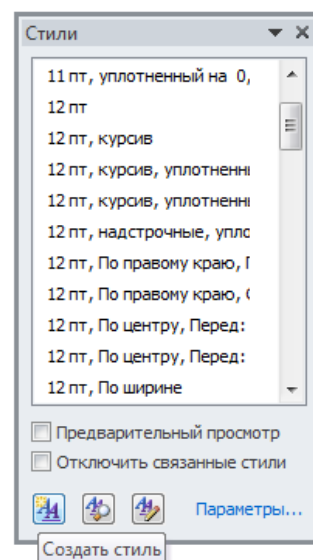 Стили
11 пт, уплотненный на 0,
12 пт
12 пт, курсив
12 пт, курсив, уплотненн
12 пт, курсив, уплотненн
12 пт, надстрочные, упло
12 пт, По правому краю,
12 пт, По правому краю,
12 пт, По центру, Перед:
12 пт, По центру, Перед:
12 пт, По ширине
Предварительный просмотр
Отключить связанные стили
Параметры...
Создать стиль